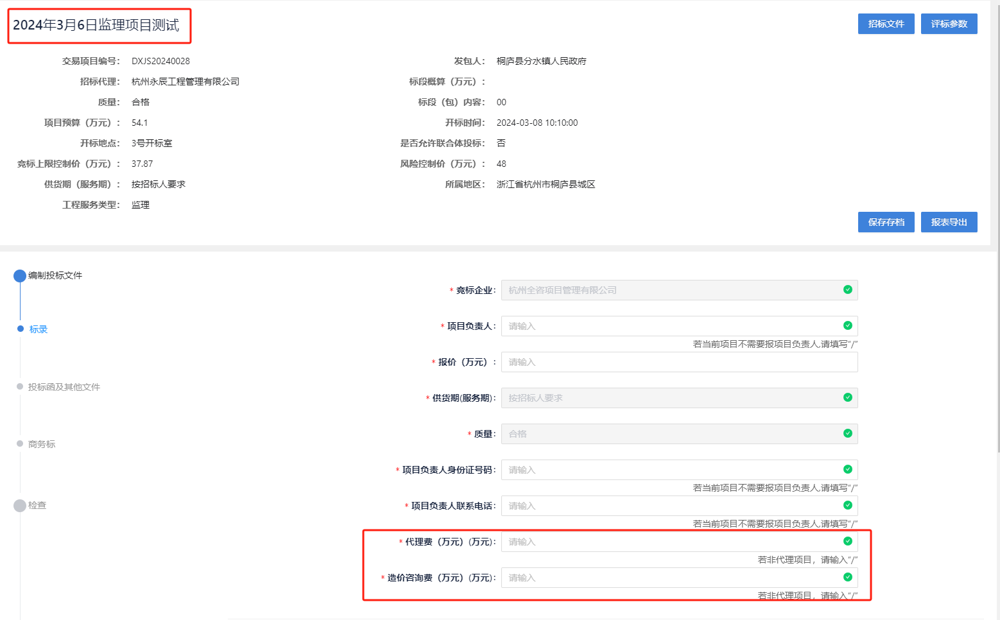 2024年3月6日监理项目测试
招标文件
评标参数
交易项目编号： DXJS20240028
发包人： 桐庐县分水镇人民政府
招标代理： 杭州永辰工程管理有限公司
标段概算（万元）：
质量： 合格
标段（包）内容： 00
项目预算（万元）： 54.1
开标时间： 2024-03-08 10:10:00
开标地点： 3号开标室
是否允许联合体投标： 否
竞标上限控制价（万元）： 37.87
风险控制价（万元）： 48
供货期（服务期）： 按招标人要求
所属地区： 浙江省杭州市桐庐县城区
工程服务类型： 监理
保存存档
报表导出
编制投标文件
标录
投标函及其他文件
商务标
检查
* 竞标企业： 杭州全咨项目管理有限公司
* 项目负责人： 请输入
若当前项目不需要报项目负责人,请填写“/”
* 报价（万元）： 请输入
* 供货期(服务期)： 按招标人要求
* 质量： 合格
* 项目负责人身份证号码： 请输入
若当前项目不需要报项目负责人,请填写“/”
* 项目负责人联系电话： 请输入
若当前项目不需要报项目负责人,请填写“/”
* 代理费（万元）(万元)： 请输入
若非代理项目，请输入“/”
* 造价咨询费（万元）(万元)： 请输入
若非代理项目，请输入“/”